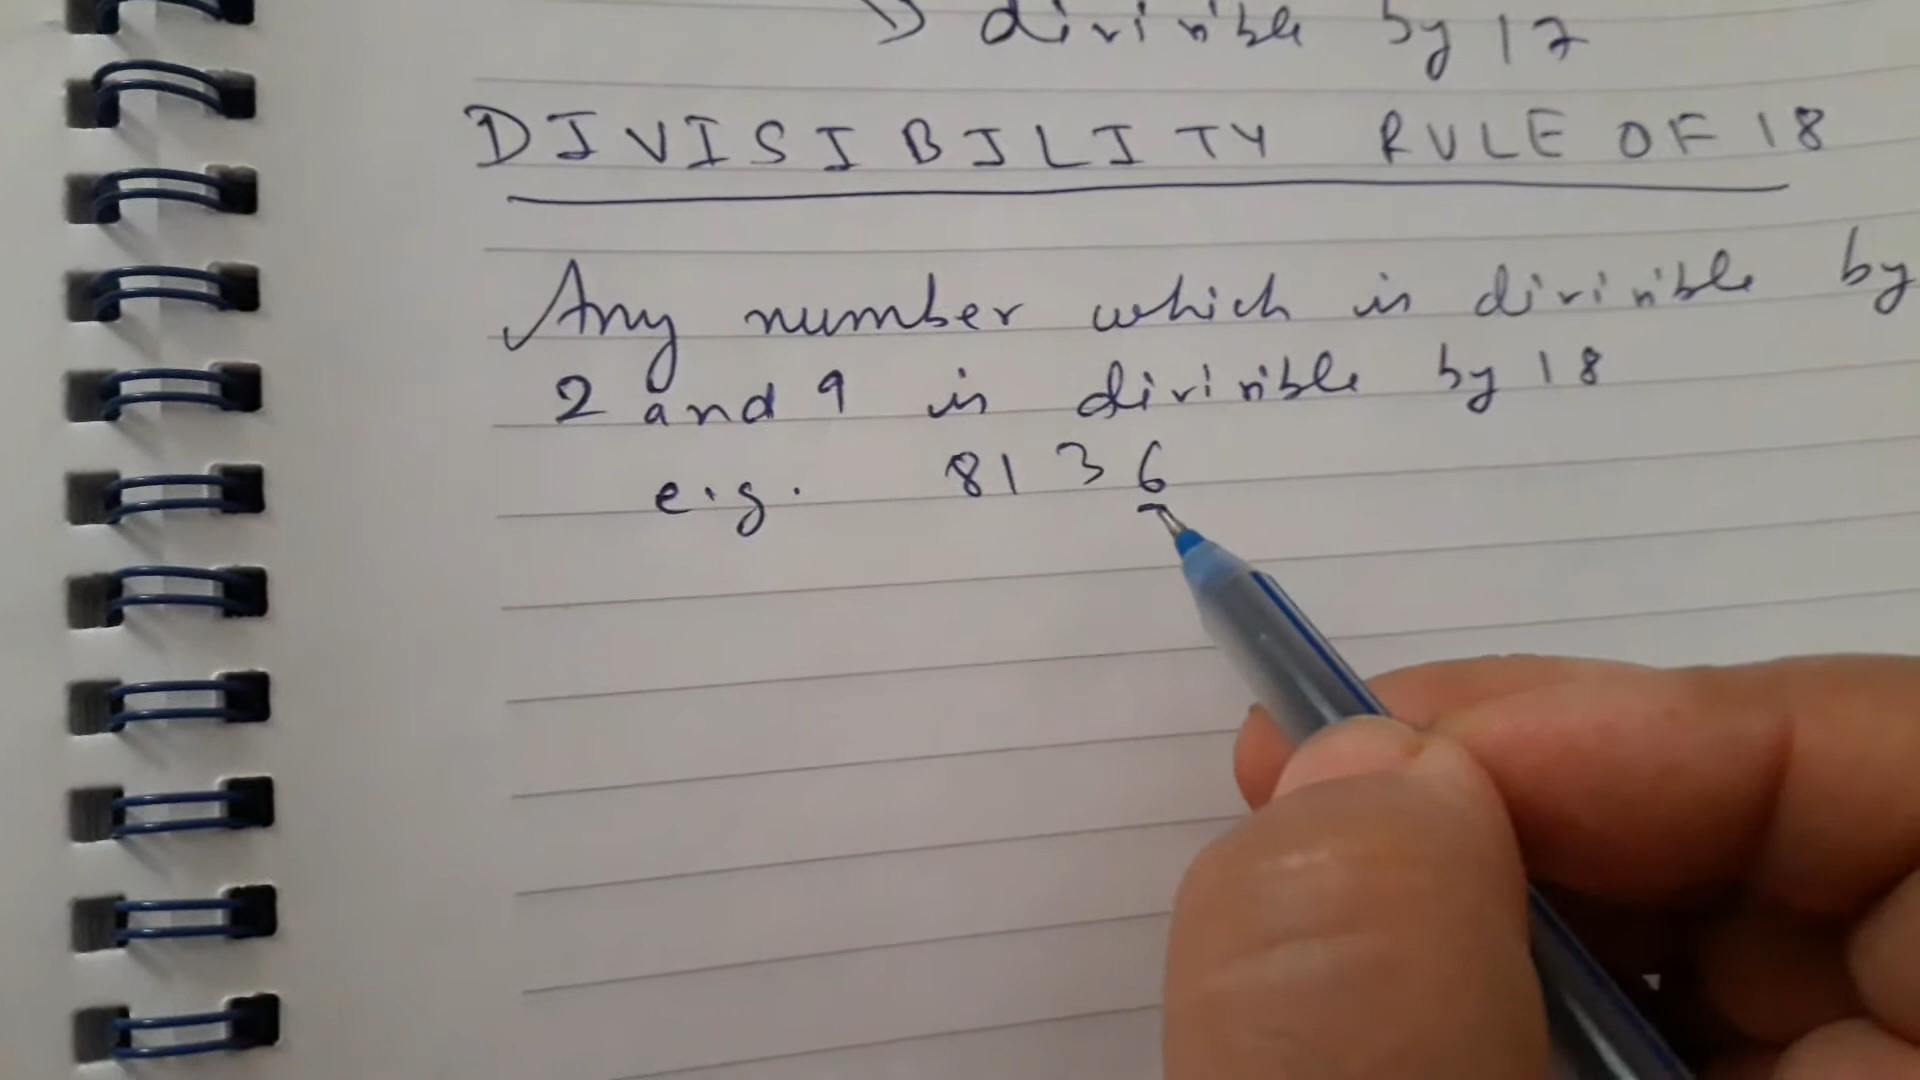 divisible by 17
DIVISIBILITY RULE OF 18
Any number which is divisible by
2 and 9 is divisible by 18
e.g. 8136